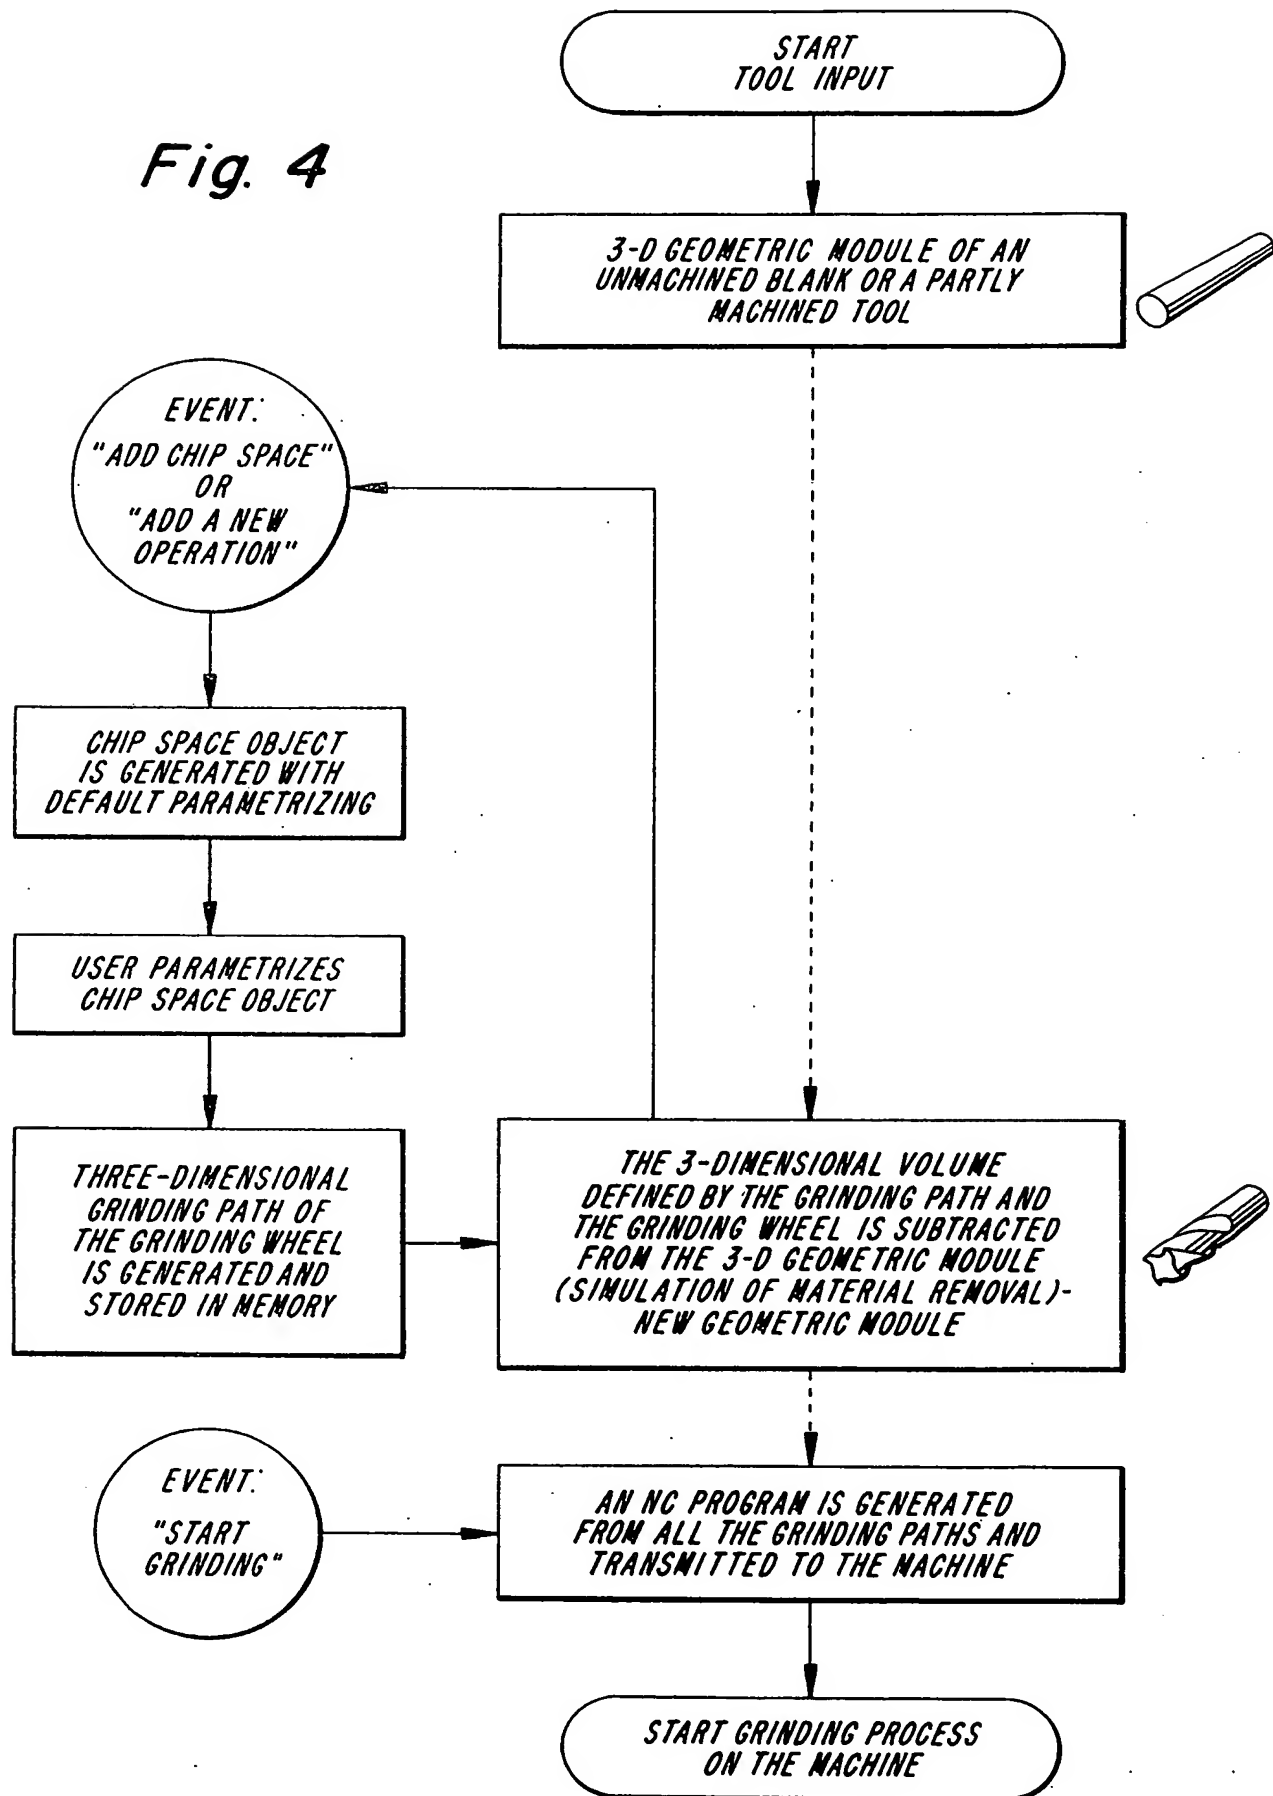 START
TOOL INPUT
Fig. 4
3-D GEOMETRIC MODULE OF AN
UNMACHINED BLANK OR A PARTLY
MACHINED TOOL
EVENT:
"ADD CHIP SPACE"
OR
"ADD A NEW
OPERATION"
CHIP SPACE OBJECT
IS GENERATED WITH
DEFAULT PARAMETRIZING
USER PARAMETRIZES
CHIP SPACE OBJECT
THREE-DIMENSIONAL
GRINDING PATH OF
THE GRINDING WHEEL
IS GENERATED AND
STORED IN MEMORY
THE 3-DIMENSIONAL VOLUME
DEFINED BY THE GRINDING PATH AND
THE GRINDING WHEEL IS SUBTRACTED
FROM THE 3-D GEOMETRIC MODULE
(SIMULATION OF MATERIAL REMOVAL)-
NEW GEOMETRIC MODULE
EVENT:
"START
GRINDING"
AN NC PROGRAM IS GENERATED
FROM ALL THE GRINDING PATHS AND
TRANSMITTED TO THE MACHINE
START GRINDING PROCESS
ON THE MACHINE